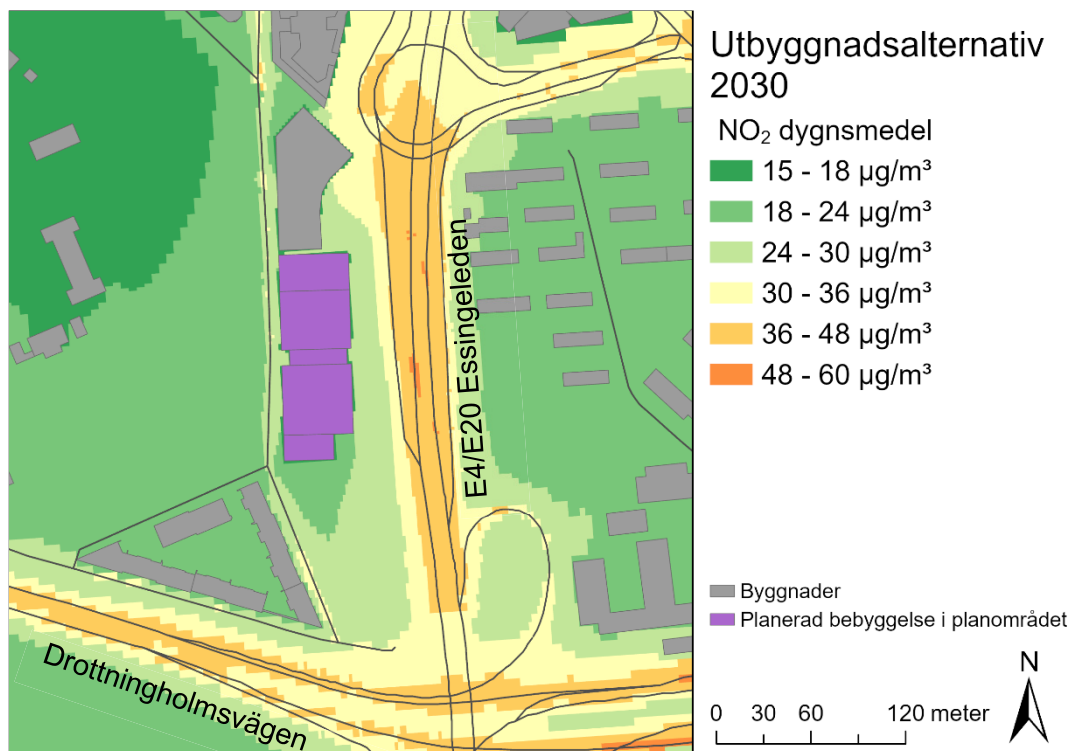 Utbyggnadsalternativ
2030
NO₂ dygnsmedel
15 - 18 µg/m³
18 - 24 µg/m³
24 - 30 µg/m³
30 - 36 µg/m³
36 - 48 µg/m³
48 - 60 µg/m³
E4/E20 Essingeleden
Drottningholmsvägen
Byggnader
Planerad bebyggelse i planområdet
N
0 30 60 120 meter